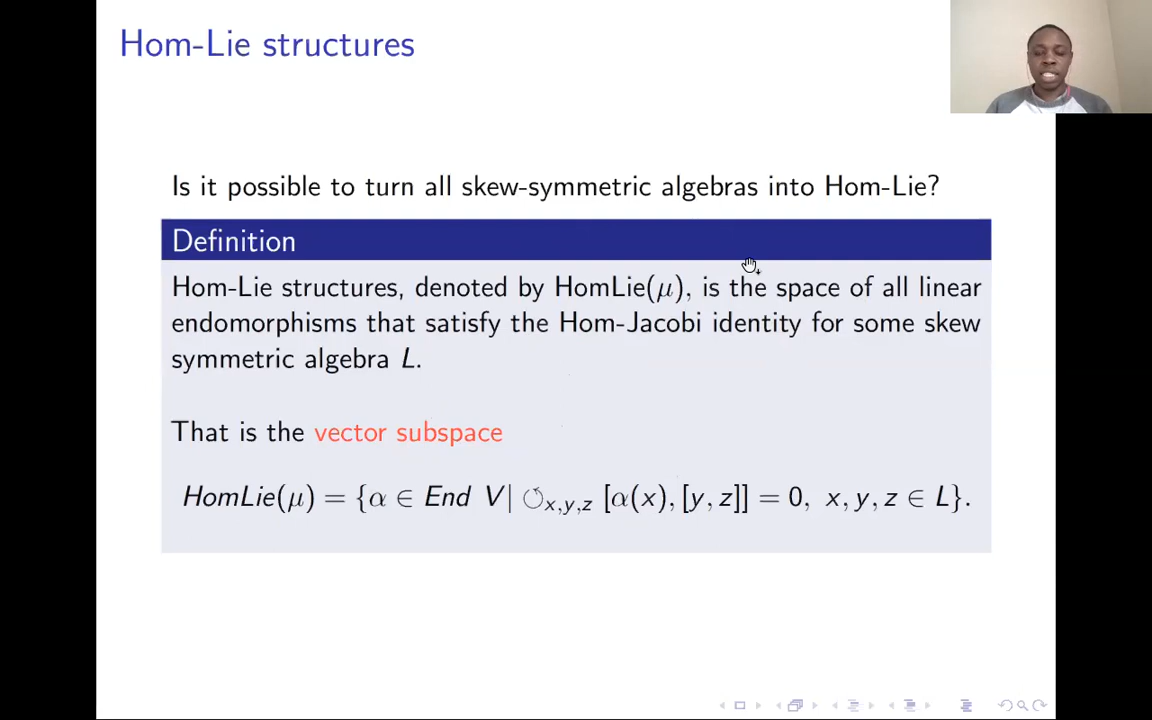 Hom-Lie structures
Is it possible to turn all skew-symmetric algebras into Hom-Lie?
Definition
Hom-Lie structures, denoted by HomLie(μ), is the space of all linear
endomorphisms that satisfy the Hom-Jacobi identity for some skew
symmetric algebra L.
That is the vector subspace
HomLie(μ) = {α ∈ End V| ↺x,y,z [α(x), [y, z]] = 0, x, y, z ∈ L}.